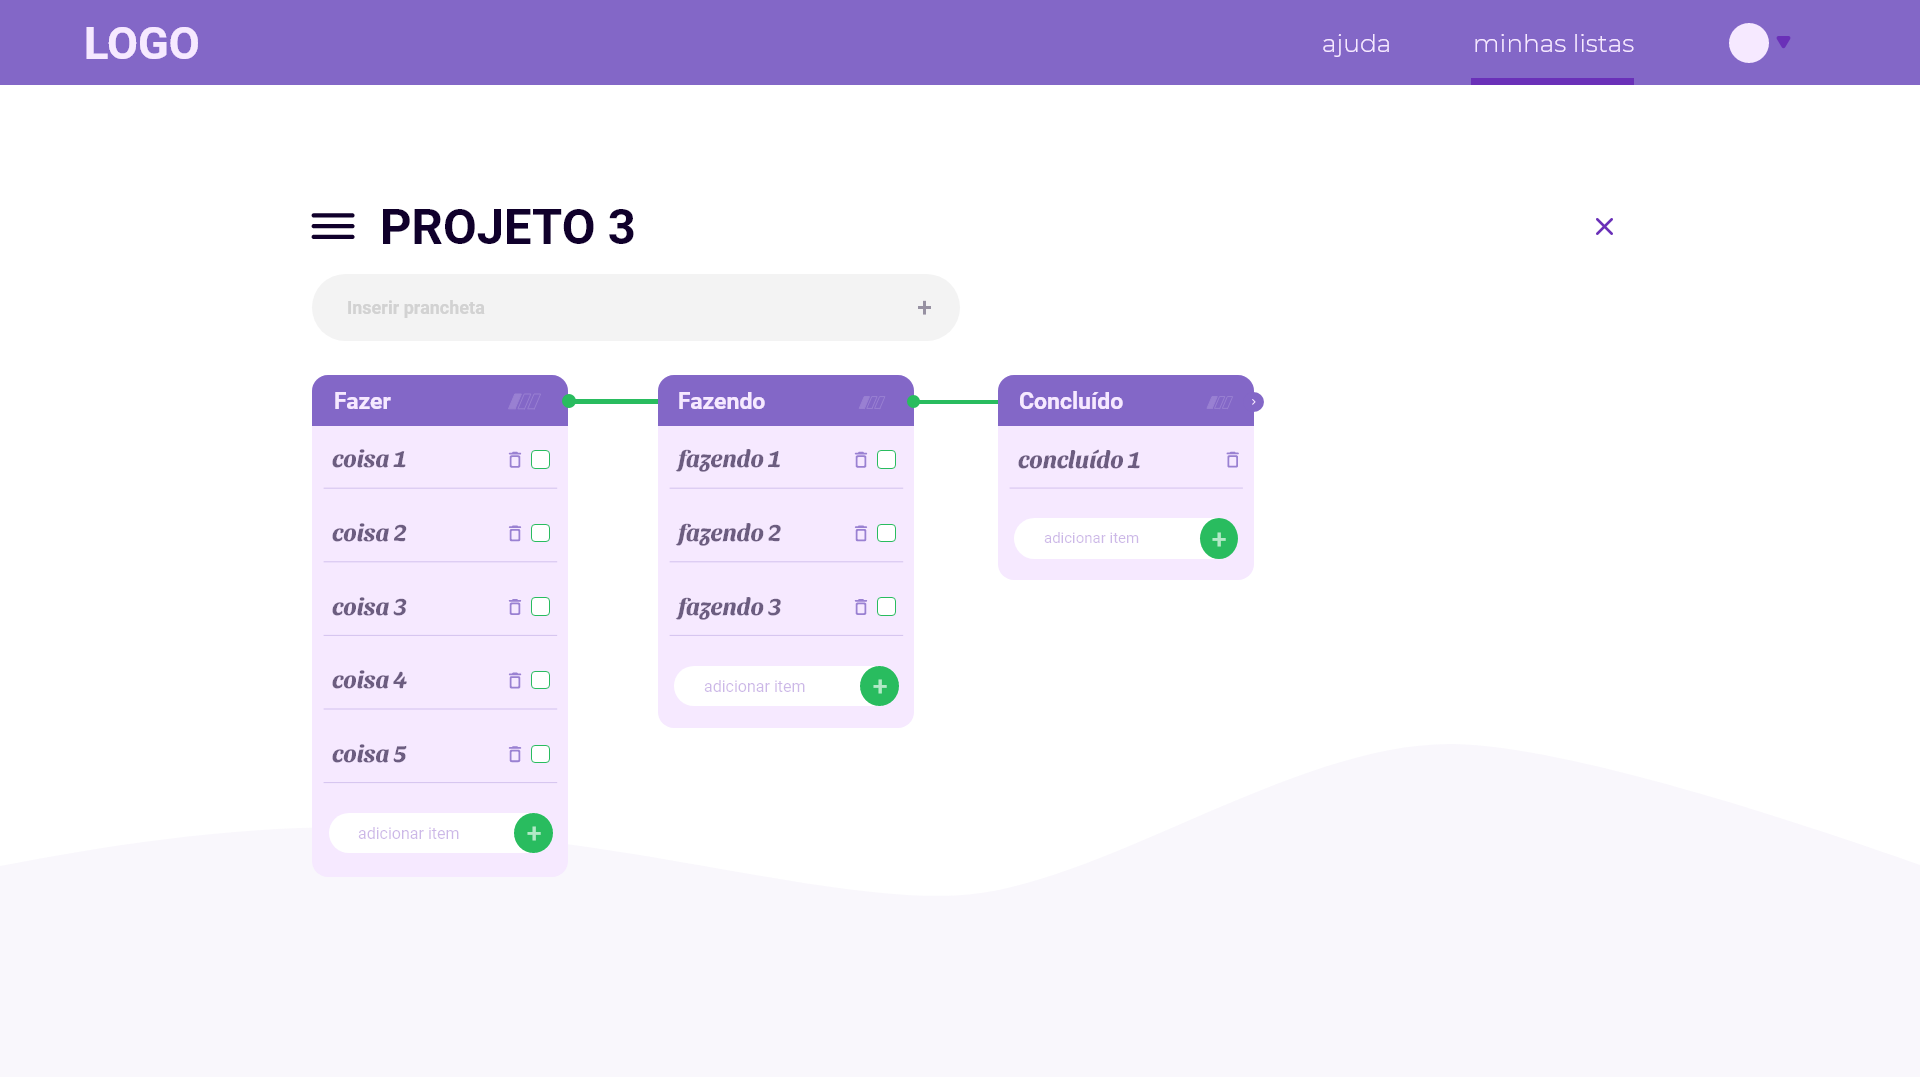 LOGO
ajuda
minhas listas
PROJETO 3
Inserir prancheta
Fazer
coisa 1
coisa 2
coisa 3
coisa 4
coisa 5
adicionar item
Fazendo
fazendo 1
fazendo 2
fazendo 3
adicionar item
Concluído
concluído 1
adicionar item